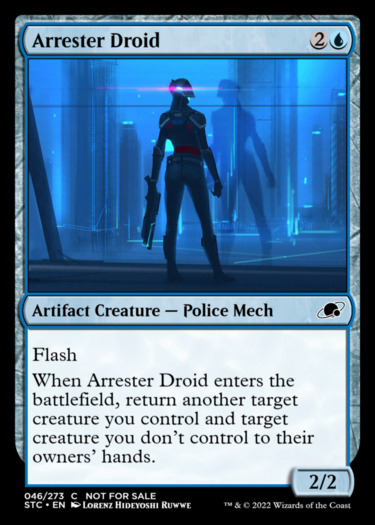 Arrester Droid 2
Artifact Creature — Police Mech
Flash
When Arrester Droid enters the
battlefield, return another target
creature you control and target
creature you don't control to their
owners' hands.
2/2
046/273 C NOT FOR SALE
STC • EN Lorenz Hideyoshi Ruwwe
™ & © 2022 Wizards of the Coast